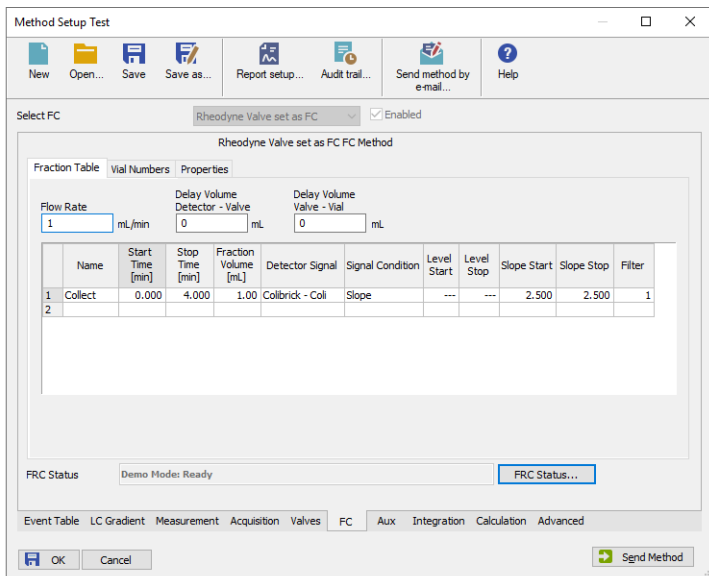 Method Setup Test
New Open... Save Save as... Report setup... Audit trail... Send method by e-mail... Help
Select FC Rheodyne Valve set as FC Enabled
Rheodyne Valve set as FC FC Method
Fraction Table Vial Numbers Properties
Flow Rate Delay Volume Detector - Valve Delay Volume Valve - Vial
1 mL/min 0 mL 0 mL
Name Start Time [min] Stop Time [min] Fraction Volume [mL] Detector Signal Signal Condition Level Start Level Stop Slope Start Slope Stop Filter
1 Collect 0.000 4.000 1.00 Colibrick - Coli Slope --- --- 2.500 2.500 1
2
FRC Status Demo Mode: Ready FRC Status...
Event Table LC Gradient Measurement Acquisition Valves FC Aux Integration Calculation Advanced
OK Cancel Send Method